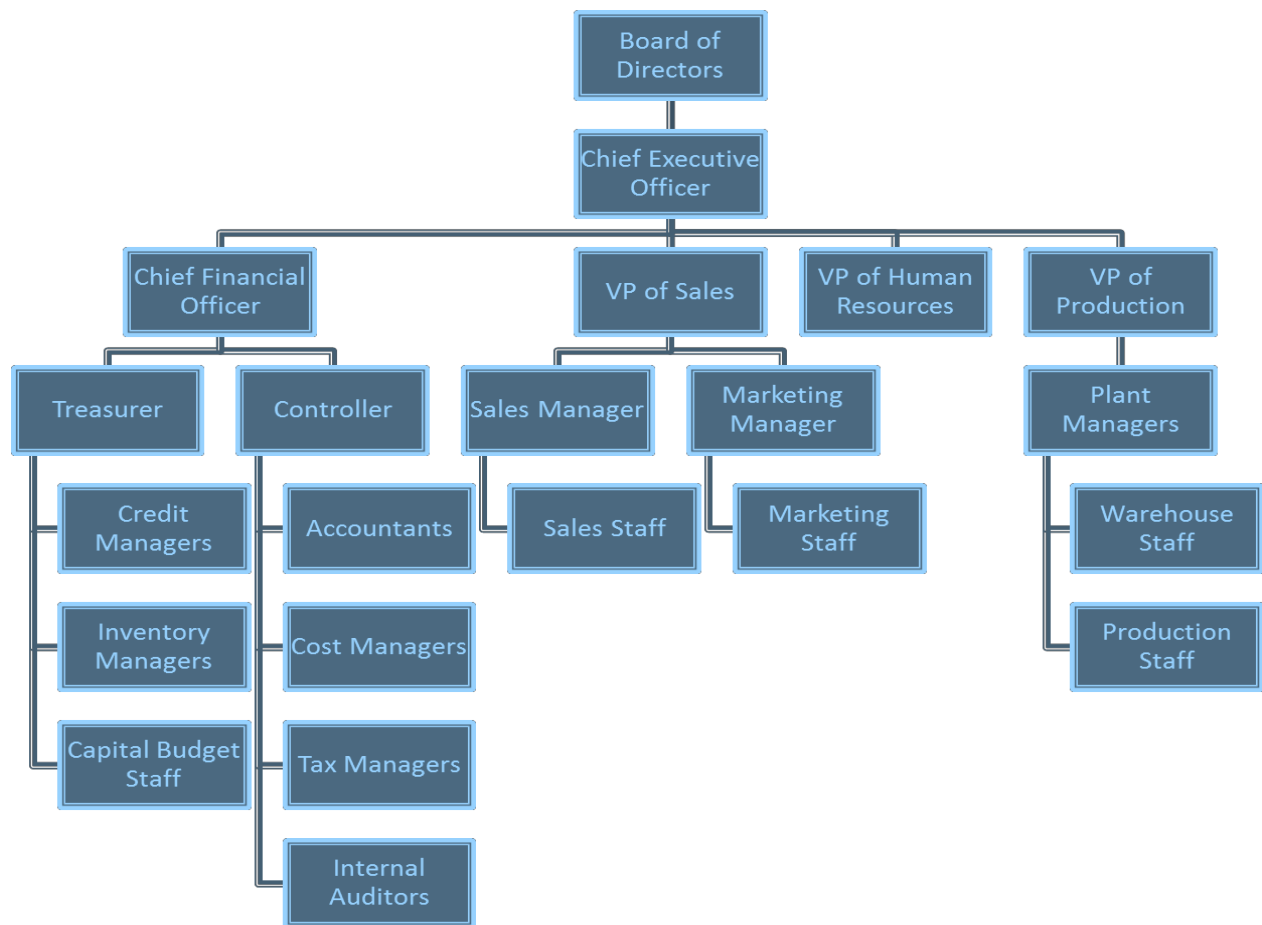 Board of
Directors
Chief Executive
Officer
Chief Financial
Officer
VP of Sales
VP of Human
Resources
VP of
Production
Treasurer
Controller
Sales Manager
Marketing
Manager
Plant
Managers
Credit
Managers
Accountants
Sales Staff
Marketing
Staff
Warehouse
Staff
Inventory
Managers
Cost Managers
Production
Staff
Capital Budget
Staff
Tax Managers
Internal
Auditors